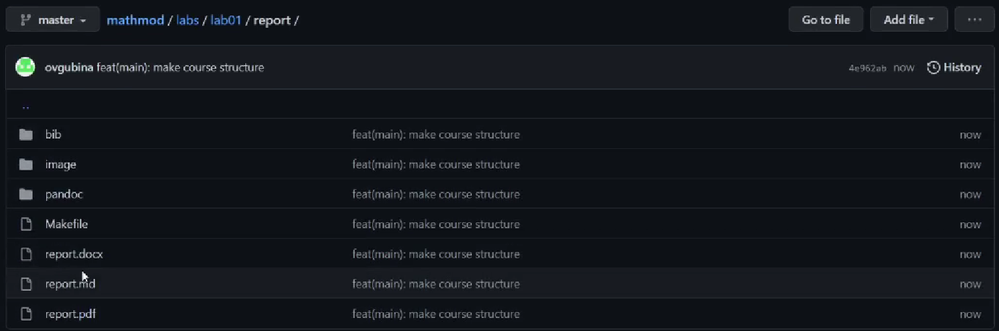 master mathmod / labs / lab01 / report / Go to file Add file ...
ovgubina feat(main): make course structure 4e962ab now History
..
bib feat(main): make course structure now
image feat(main): make course structure now
pandoc feat(main): make course structure now
Makefile feat(main): make course structure now
report.docx feat(main): make course structure now
report.md feat(main): make course structure now
report.pdf feat(main): make course structure now